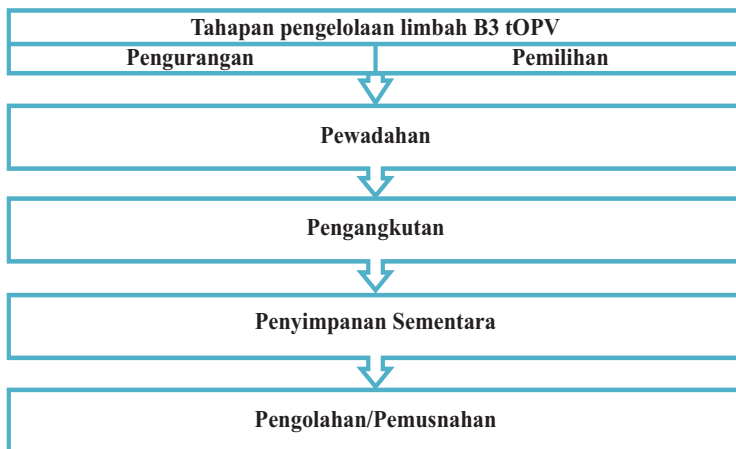 Tahapan pengelolaan limbah B3 tOPV
Pengurangan
Pemilihan
Pewadahan
Pengangkutan
Penyimpanan Sementara
Pengolahan/Pemusnahan